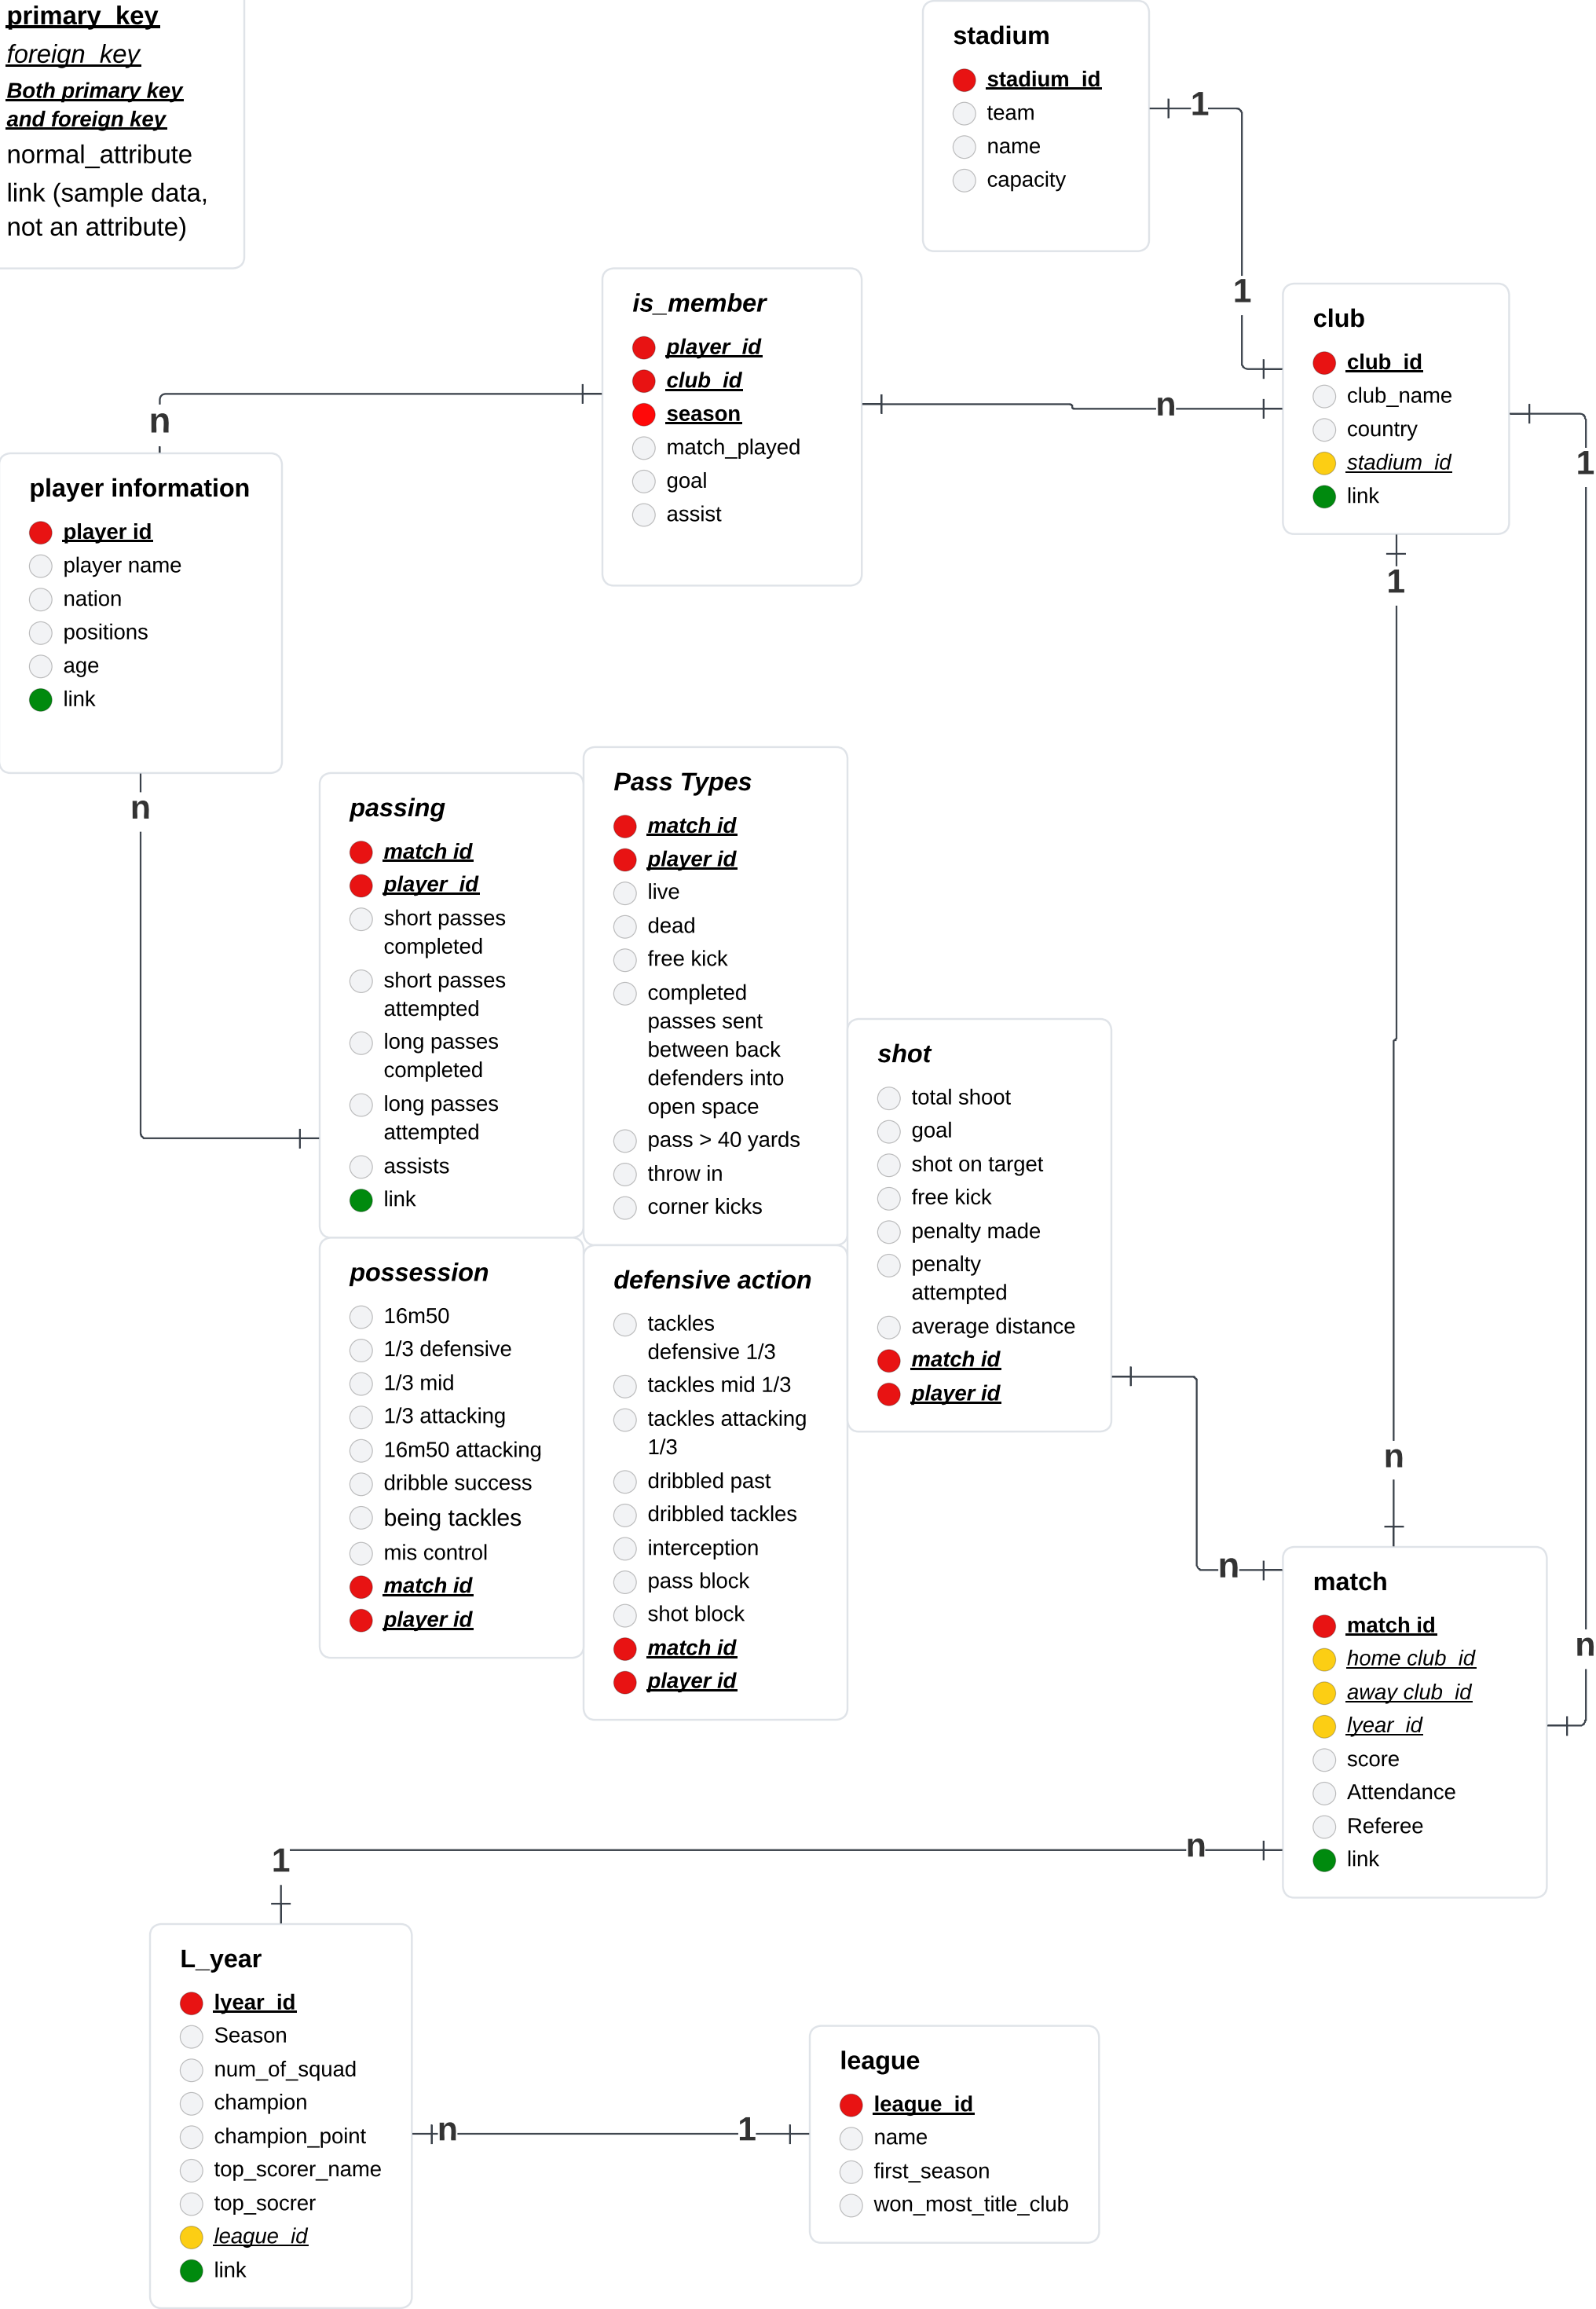 primary_key
foreign_key
Both primary key
and foreign key
normal_attribute
link (sample data,
not an attribute)
stadium
stadium_id
team
name
capacity
1
1
is_member
player_id
club_id
season
match_played
goal
assist
n
n
club
club_id
club_name
country
stadium_id
link
1
1
player information
player id
player name
nation
positions
age
link
n
passing
match id
player_id
short passes
completed
short passes
attempted
long passes
completed
long passes
attempted
assists
link
Pass Types
match id
player id
live
dead
free kick
completed
passes sent
between back
defenders into
open space
pass > 40 yards
throw in
corner kicks
shot
total shoot
goal
shot on target
free kick
penalty made
penalty
attempted
average distance
match id
player id
possession
16m50
1/3 defensive
1/3 mid
1/3 attacking
16m50 attacking
dribble success
being tackles
mis control
match id
player id
defensive action
tackles
defensive 1/3
tackles mid 1/3
tackles attacking
1/3
dribbled past
dribbled tackles
interception
pass block
shot block
match id
player id
n
n
n
match
match id
home club_id
away club_id
lyear_id
score
Attendance
Referee
link
1
n
L_year
lyear_id
Season
num_of_squad
champion
champion_point
top_scorer_name
top_socrer
league_id
link
n
1
league
league_id
name
first_season
won_most_title_club